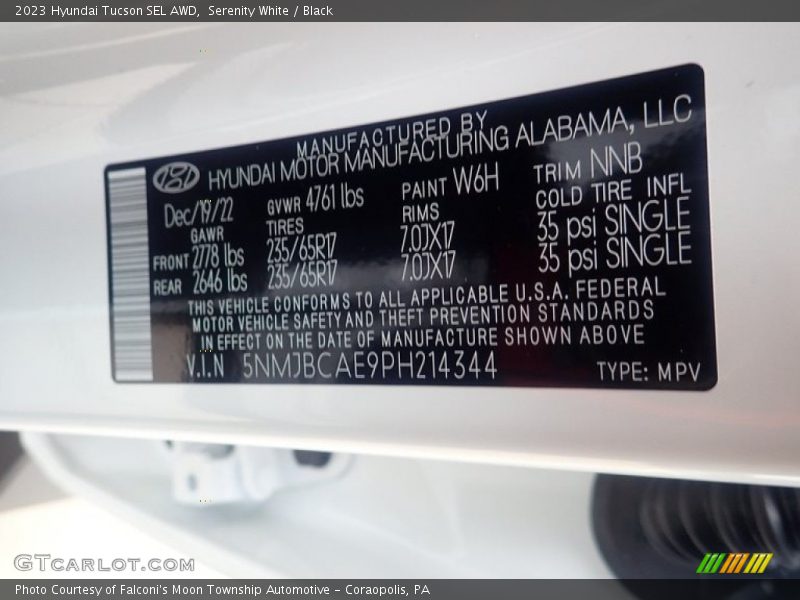 2023 Hyundai Tucson SEL AWD, Serenity White / Black
MANUFACTURED BY
HYUNDAI MOTOR MANUFACTURING ALABAMA, LLC
Dec/19/22 GVWR 4761 lbs PAINT W6H TRIM NNB
GAWR TIRES RIMS COLD TIRE INFL
FRONT 2778 lbs 235/65R17 7.0JX17 35 psi SINGLE
REAR 2646 lbs 235/65R17 7.0JX17 35 psi SINGLE
THIS VEHICLE CONFORMS TO ALL APPLICABLE U.S.A. FEDERAL
MOTOR VEHICLE SAFETY AND THEFT PREVENTION STANDARDS
IN EFFECT ON THE DATE OF MANUFACTURE SHOWN ABOVE
V.I.N 5NMJBCAE9PH214344 TYPE: MPV
GTCARLOT.COM
Photo Courtesy of Falconi's Moon Township Automotive - Coraopolis, PA